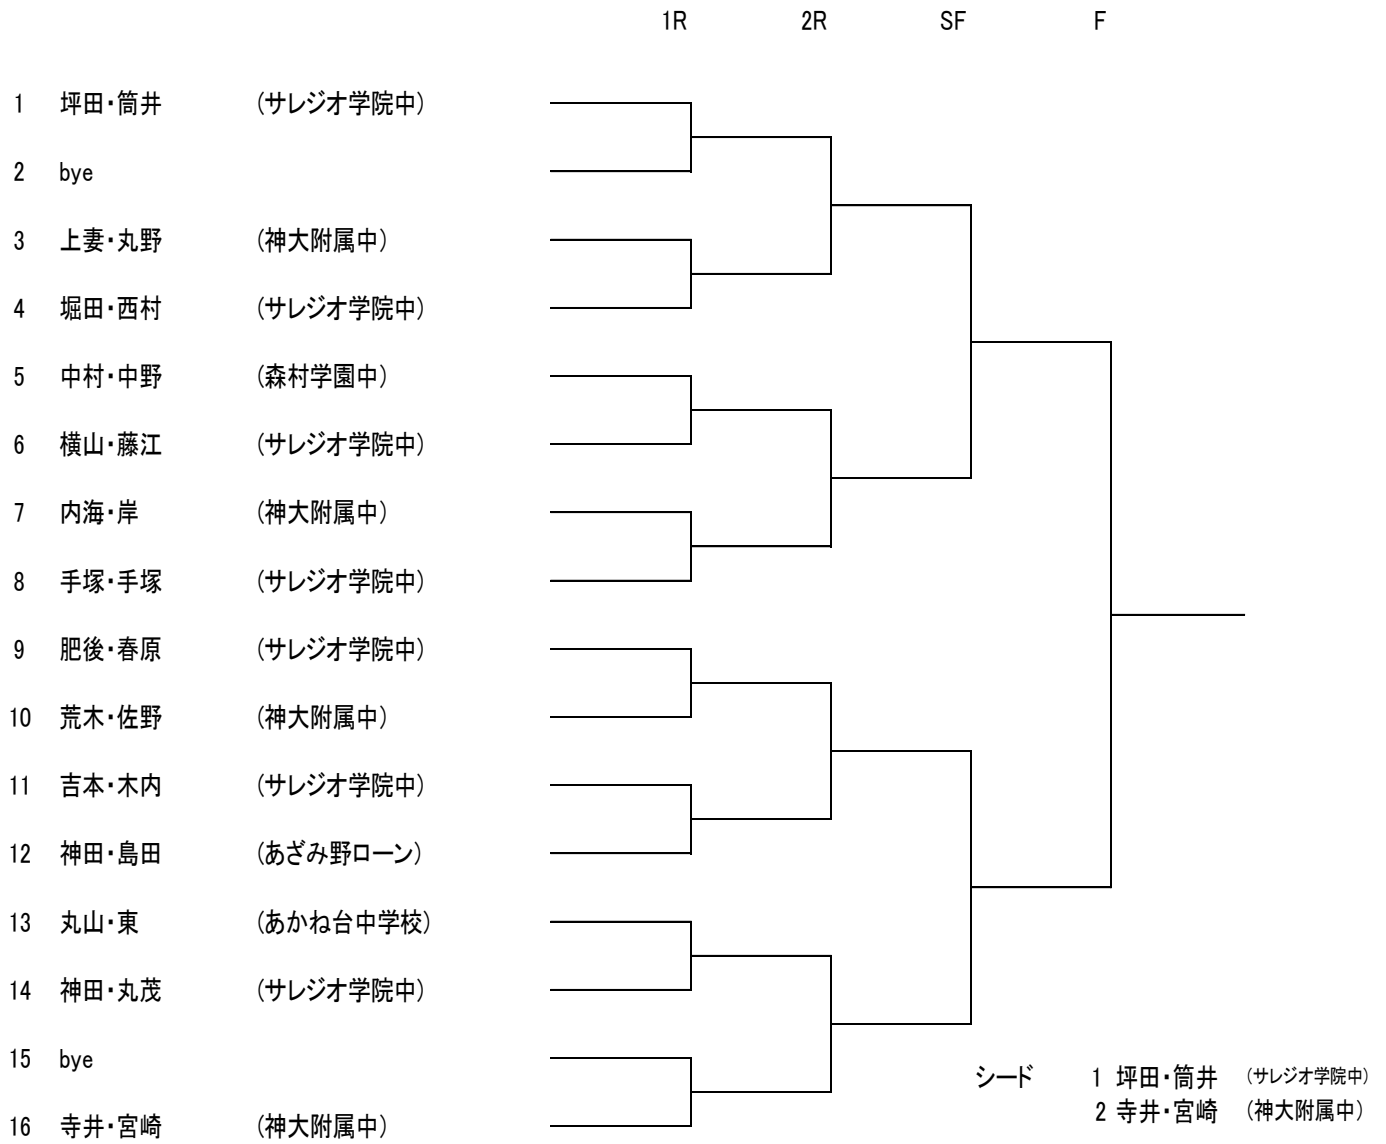 1R 2R SF F
1 坪田・筒井 (サレジオ学院中)
2 bye
3 上妻・丸野 (神大附属中)
4 堀田・西村 (サレジオ学院中)
5 中村・中野 (森村学園中)
6 横山・藤江 (サレジオ学院中)
7 内海・岸 (神大附属中)
8 手塚・手塚 (サレジオ学院中)
9 肥後・春原 (サレジオ学院中)
10 荒木・佐野 (神大附属中)
11 吉本・木内 (サレジオ学院中)
12 神田・島田 (あざみ野ローン)
13 丸山・東 (あかね台中学校)
14 神田・丸茂 (サレジオ学院中)
15 bye
16 寺井・宮崎 (神大附属中)
シード 1 坪田・筒井 (サレジオ学院中)
2 寺井・宮崎 (神大附属中)